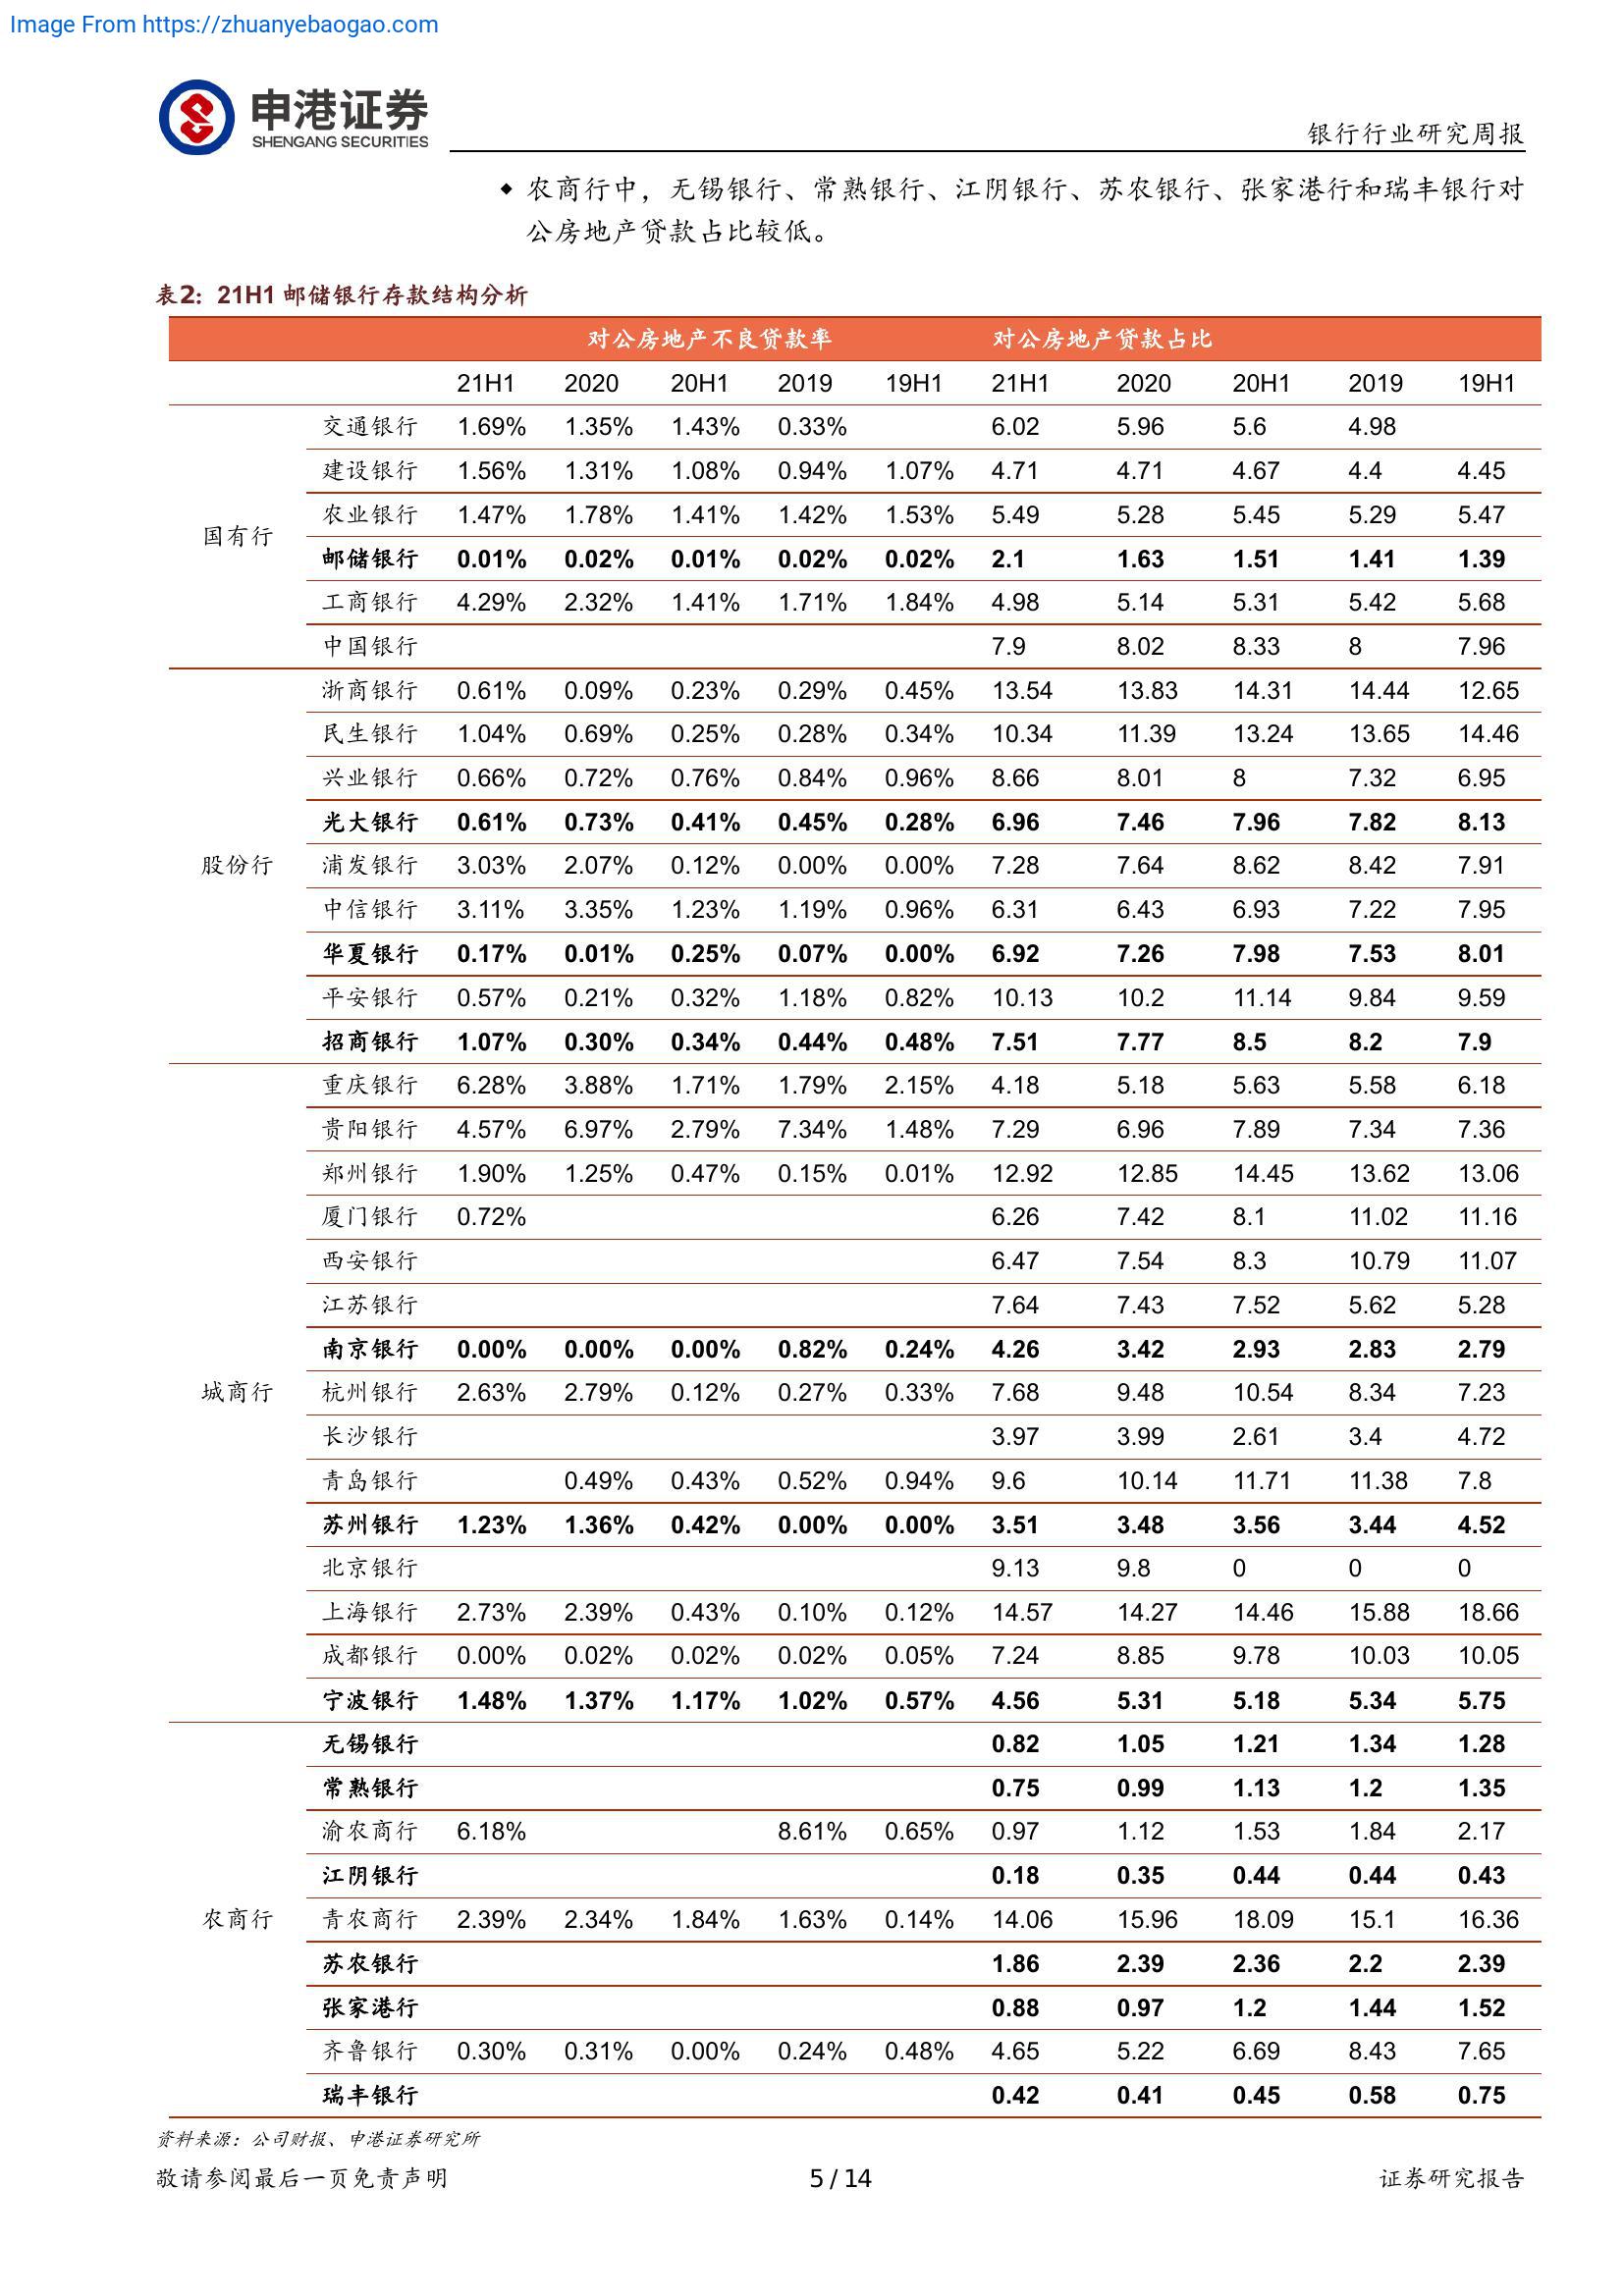 Image From https://zhuanyebaogao.com
申港证券
SHENGANG SECURITIES
银行行业研究周报
◆ 农商行中，无锡银行、常熟银行、江阴银行、苏农银行、张家港行和瑞丰银行对
公房地产贷款占比较低。
表2：21H1 邮储银行存款结构分析
对公房地产不良贷款率 对公房地产贷款占比
21H1 2020 20H1 2019 19H1 21H1 2020 20H1 2019 19H1
国有行
交通银行 1.69% 1.35% 1.43% 0.33% 6.02 5.96 5.6 4.98
建设银行 1.56% 1.31% 1.08% 0.94% 1.07% 4.71 4.71 4.67 4.4 4.45
农业银行 1.47% 1.78% 1.41% 1.42% 1.53% 5.49 5.28 5.45 5.29 5.47
邮储银行 0.01% 0.02% 0.01% 0.02% 0.02% 2.1 1.63 1.51 1.41 1.39
工商银行 4.29% 2.32% 1.41% 1.71% 1.84% 4.98 5.14 5.31 5.42 5.68
中国银行 7.9 8.02 8.33 8 7.96
股份行
浙商银行 0.61% 0.09% 0.23% 0.29% 0.45% 13.54 13.83 14.31 14.44 12.65
民生银行 1.04% 0.69% 0.25% 0.28% 0.34% 10.34 11.39 13.24 13.65 14.46
兴业银行 0.66% 0.72% 0.76% 0.84% 0.96% 8.66 8.01 8 7.32 6.95
光大银行 0.61% 0.73% 0.41% 0.45% 0.28% 6.96 7.46 7.96 7.82 8.13
浦发银行 3.03% 2.07% 0.12% 0.00% 0.00% 7.28 7.64 8.62 8.42 7.91
中信银行 3.11% 3.35% 1.23% 1.19% 0.96% 6.31 6.43 6.93 7.22 7.95
华夏银行 0.17% 0.01% 0.25% 0.07% 0.00% 6.92 7.26 7.98 7.53 8.01
平安银行 0.57% 0.21% 0.32% 1.18% 0.82% 10.13 10.2 11.14 9.84 9.59
招商银行 1.07% 0.30% 0.34% 0.44% 0.48% 7.51 7.77 8.5 8.2 7.9
城商行
重庆银行 6.28% 3.88% 1.71% 1.79% 2.15% 4.18 5.18 5.63 5.58 6.18
贵阳银行 4.57% 6.97% 2.79% 7.34% 1.48% 7.29 6.96 7.89 7.34 7.36
郑州银行 1.90% 1.25% 0.47% 0.15% 0.01% 12.92 12.85 14.45 13.62 13.06
厦门银行 0.72% 6.26 7.42 8.1 11.02 11.16
西安银行 6.47 7.54 8.3 10.79 11.07
江苏银行 7.64 7.43 7.52 5.62 5.28
南京银行 0.00% 0.00% 0.00% 0.82% 0.24% 4.26 3.42 2.93 2.83 2.79
杭州银行 2.63% 2.79% 0.12% 0.27% 0.33% 7.68 9.48 10.54 8.34 7.23
长沙银行 3.97 3.99 2.61 3.4 4.72
青岛银行 0.49% 0.43% 0.52% 0.94% 9.6 10.14 11.71 11.38 7.8
苏州银行 1.23% 1.36% 0.42% 0.00% 0.00% 3.51 3.48 3.56 3.44 4.52
北京银行 9.13 9.8 0 0 0
上海银行 2.73% 2.39% 0.43% 0.10% 0.12% 14.57 14.27 14.46 15.88 18.66
成都银行 0.00% 0.02% 0.02% 0.02% 0.05% 7.24 8.85 9.78 10.03 10.05
宁波银行 1.48% 1.37% 1.17% 1.02% 0.57% 4.56 5.31 5.18 5.34 5.75
农商行
无锡银行 0.82 1.05 1.21 1.34 1.28
常熟银行 0.75 0.99 1.13 1.2 1.35
渝农商行 6.18% 8.61% 0.65% 0.97 1.12 1.53 1.84 2.17
江阴银行 0.18 0.35 0.44 0.44 0.43
青农商行 2.39% 2.34% 1.84% 1.63% 0.14% 14.06 15.96 18.09 15.1 16.36
苏农银行 1.86 2.39 2.36 2.2 2.39
张家港行 0.88 0.97 1.2 1.44 1.52
齐鲁银行 0.30% 0.31% 0.00% 0.24% 0.48% 4.65 5.22 6.69 8.43 7.65
瑞丰银行 0.42 0.41 0.45 0.58 0.75
资料来源：公司财报、申港证券研究所
敬请参阅最后一页免责声明 5 / 14 证券研究报告